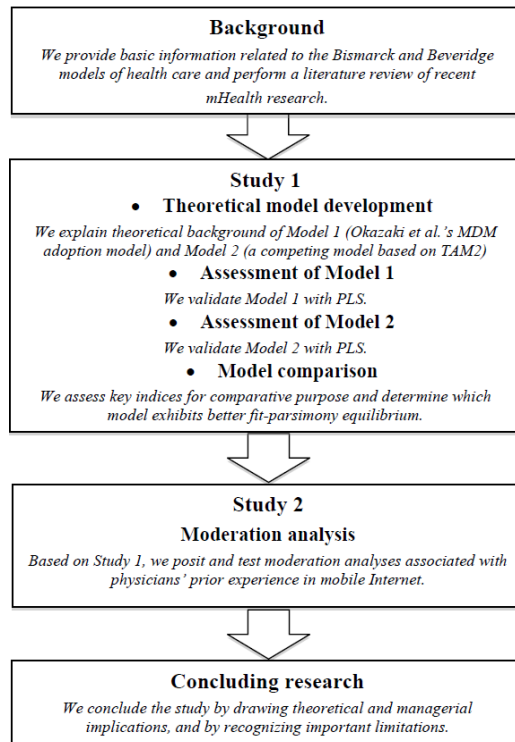 Background
We provide basic information related to the Bismarck and Beveridge
models of health care and perform a literature review of recent
mHealth research.
Study 1
• Theoretical model development
We explain theoretical background of Model 1 (Okazaki et al.'s MDM
adoption model) and Model 2 (a competing model based on TAM2)
• Assessment of Model 1
We validate Model 1 with PLS.
• Assessment of Model 2
We validate Model 2 with PLS.
• Model comparison
We assess key indices for comparative purpose and determine which
model exhibits better fit-parsimony equilibrium.
Study 2
Moderation analysis
Based on Study 1, we posit and test moderation analyses associated with
physicians' prior experience in mobile Internet.
Concluding research
We conclude the study by drawing theoretical and managerial
implications, and by recognizing important limitations.